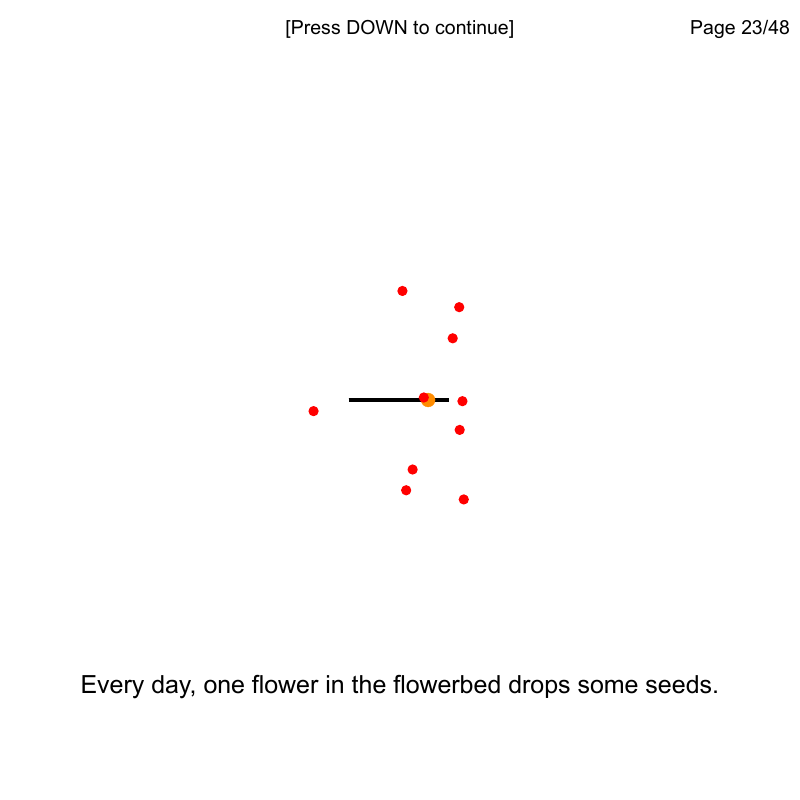 [Press DOWN to continue]
Page 23/48
Every day, one flower in the flowerbed drops some seeds.